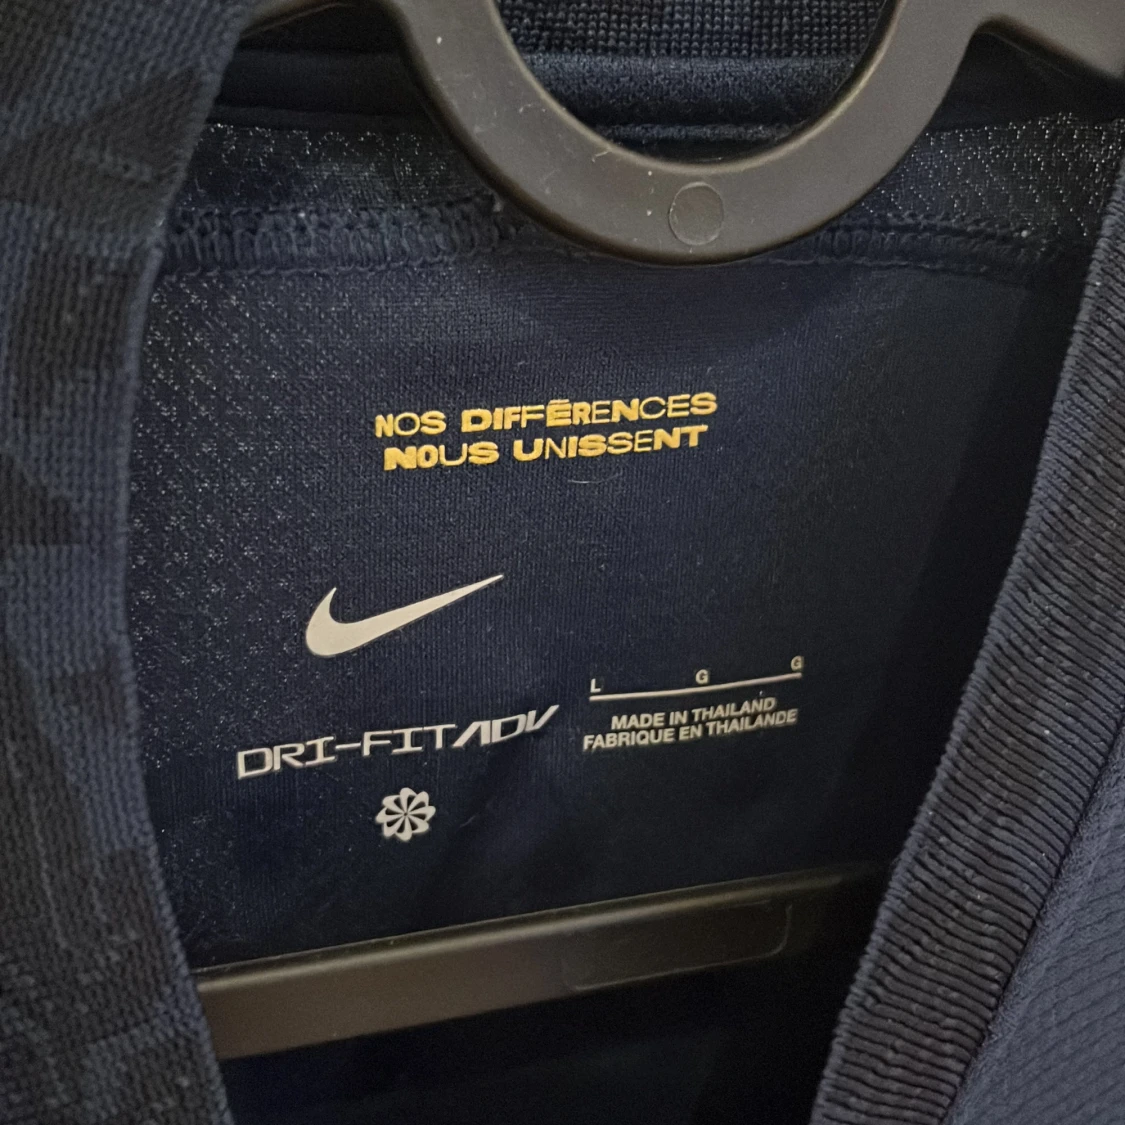 NOS DIFFÉRENCES
NOUS UNISSENT
DRI-FIT ADV
L G G
MADE IN THAILAND
FABRIQUE EN THAILANDE